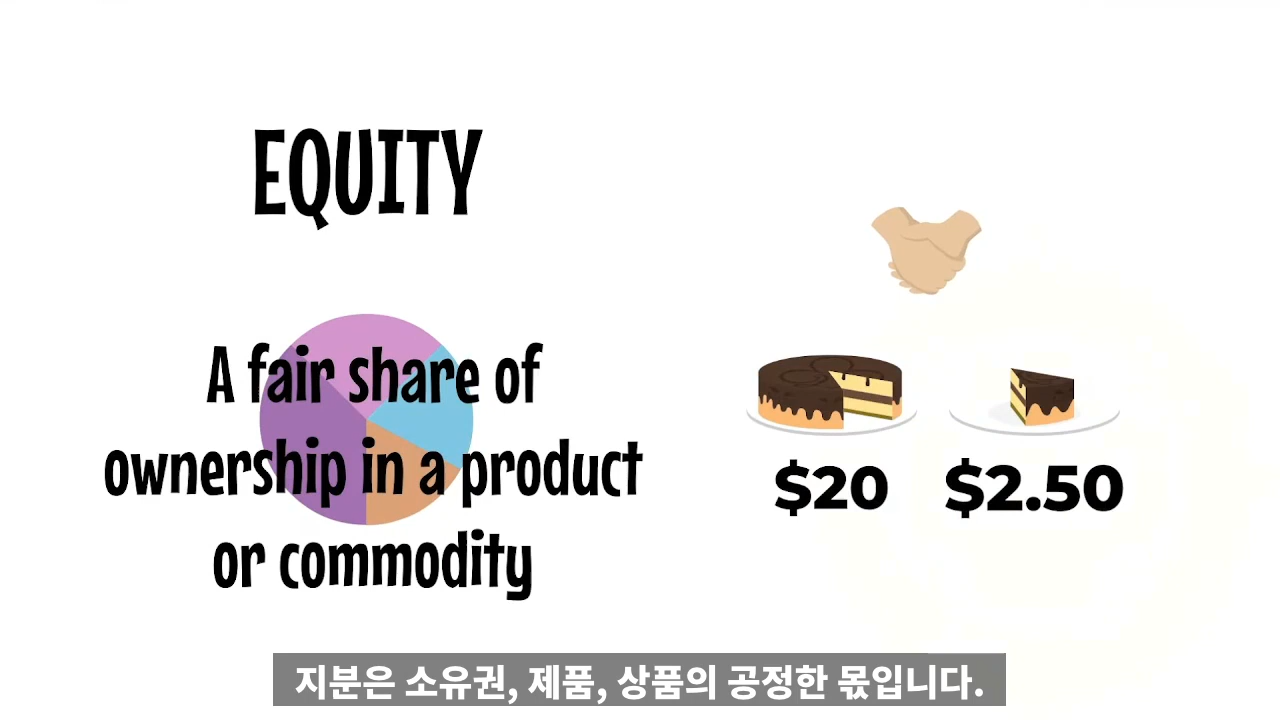 EQUITY
A fair share of
ownership in a product
or commodity
$20
$2.50
지분은 소유권, 제품, 상품의 공정한 몫입니다.